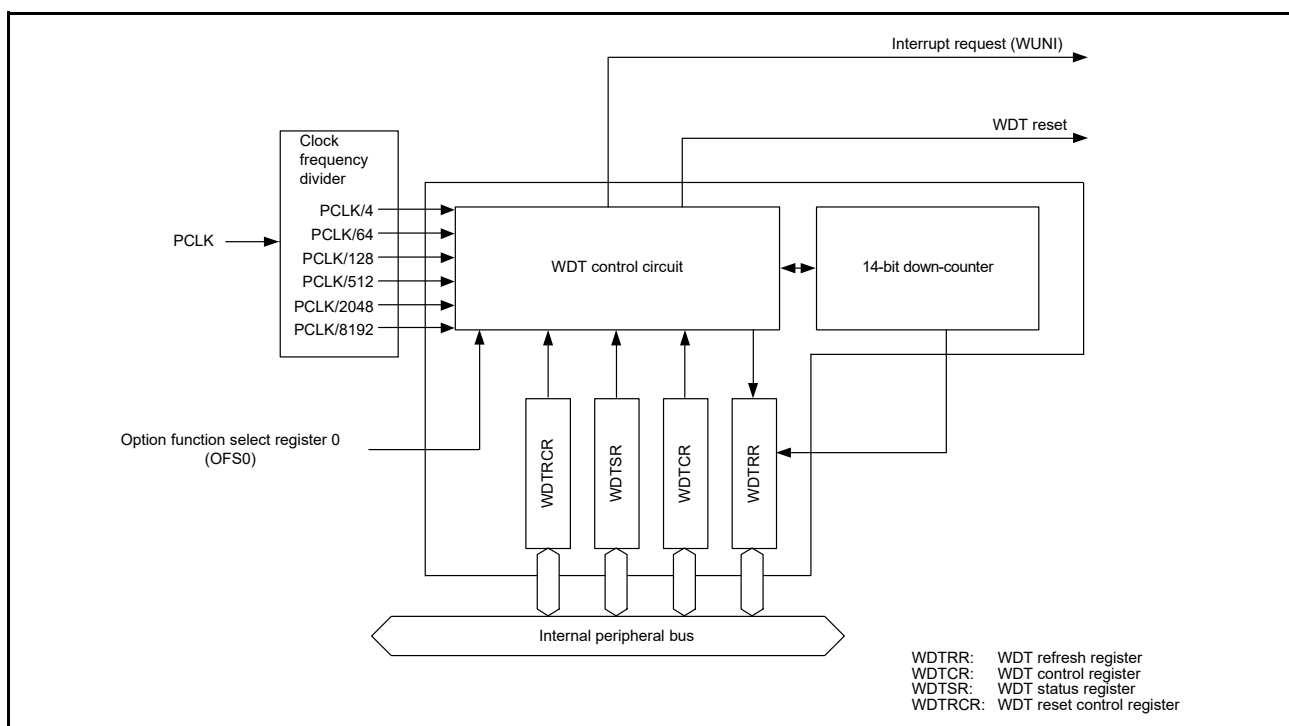 Interrupt request (WUNI)
WDT reset
Clock
frequency
divider
PCLK/4
PCLK/64
PCLK/128
PCLK/512
PCLK/2048
PCLK/8192
PCLK
WDT control circuit
14-bit down-counter
Option function select register 0
(OFS0)
WDTRCR
WDTSR
WDTCR
WDTRR
Internal peripheral bus
WDTRR: WDT refresh register
WDTCR: WDT control register
WDTSR: WDT status register
WDTRCR: WDT reset control register